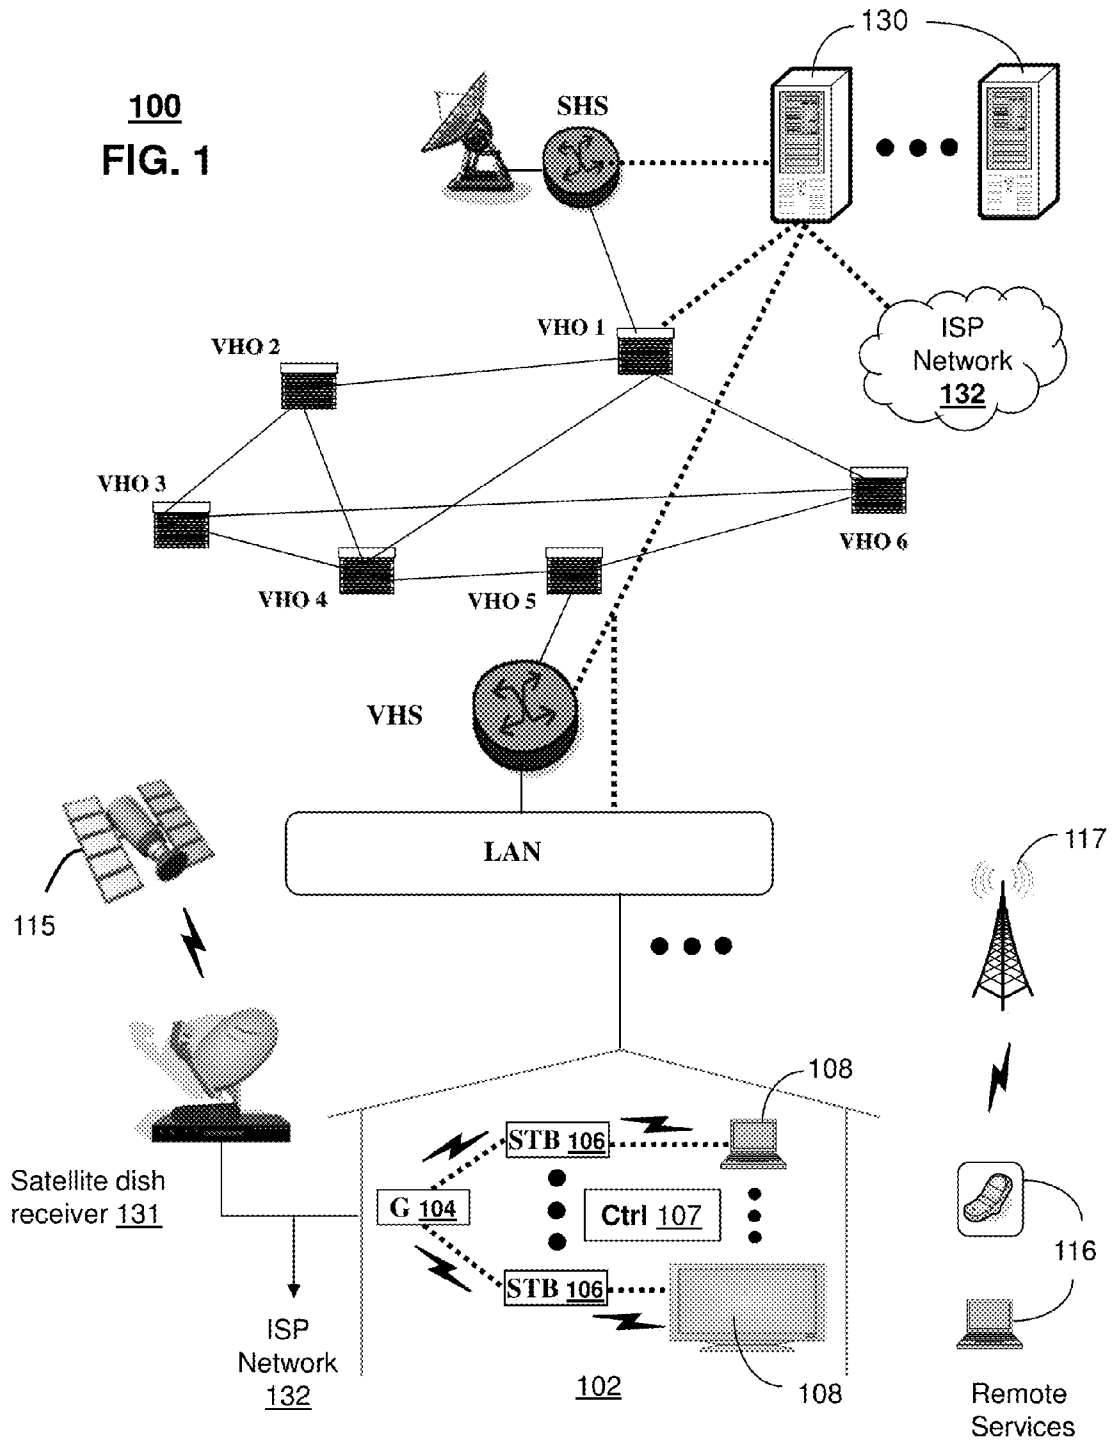 130
100
FIG. 1
SHS
VHO 1
ISP
Network
132
VHO 2
VHO 3
VHO 6
VHO 4
VHO 5
VHS
LAN
117
115
108
STB 106
Satellite dish
receiver 131
G 104
Ctrl 107
116
STB 106
ISP
Network
132
102
108
Remote
Services